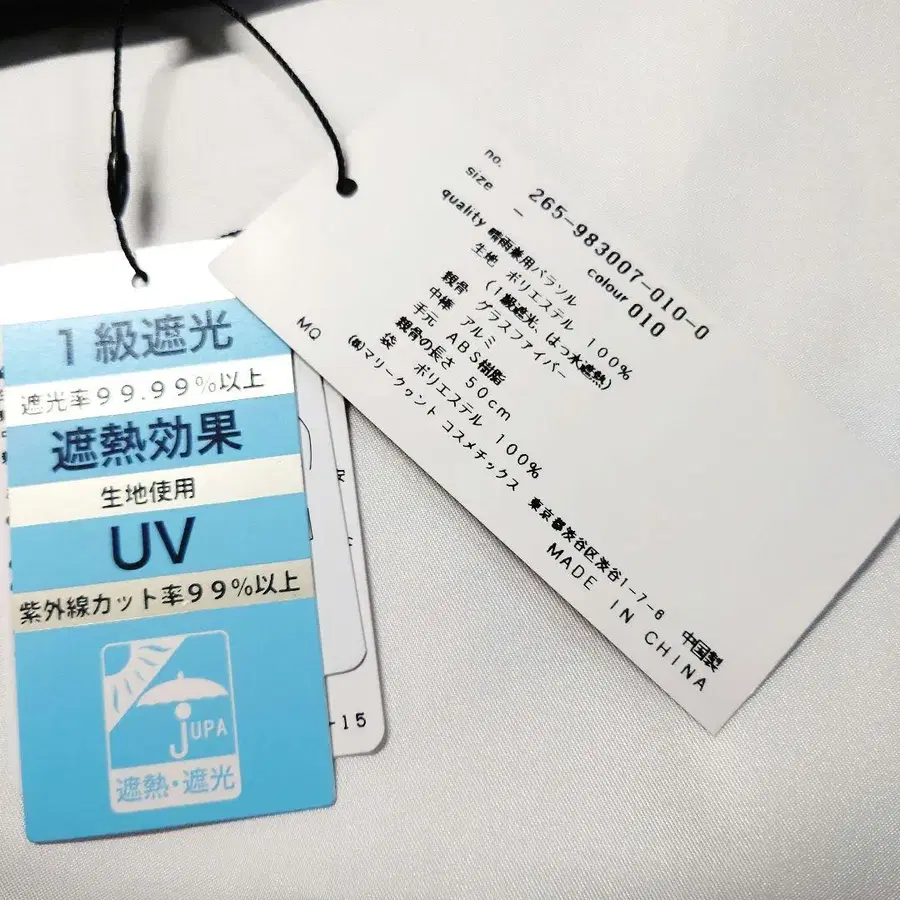 1級遮光
遮光率99.99%以上
遮熱効果
生地使用
UV
紫外線カット率99%以上
JUPA
遮熱・遮光
-15
no. 265-983007-010-0
size - colour 010
quality 晴雨兼用パラソル
生地 ポリエステル 100%
(1級遮光、はっ水遮熱)
親骨 グラスファイバー
中棒 アルミ
手元 ABS樹脂
親骨の長さ 50cm
袋 ポリエステル 100%
MQ (株)マリークヮント コスメチックス 東京都渋谷区渋谷1-7-6 中国製
MADE IN CHINA